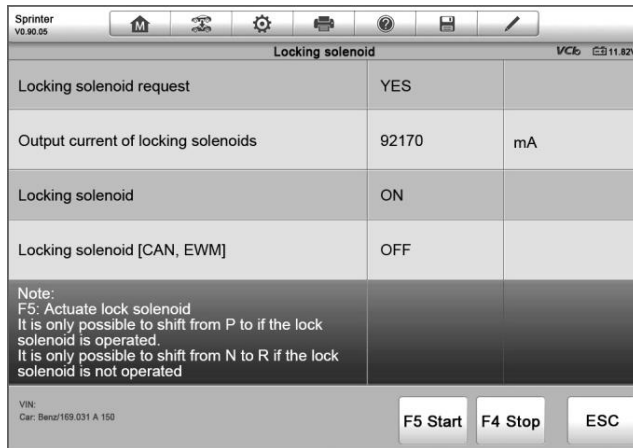 Sprinter
V0.90.05
Locking solenoid
VCI
11.82V
Locking solenoid request YES
Output current of locking solenoids 92170 mA
Locking solenoid ON
Locking solenoid [CAN, EWM] OFF
Note:
F5: Actuate lock solenoid
It is only possible to shift from P to if the lock
solenoid is operated.
It is only possible to shift from N to R if the lock
solenoid is not operated
VIN:
Car: Benz/169.031 A 150
F5 Start F4 Stop ESC